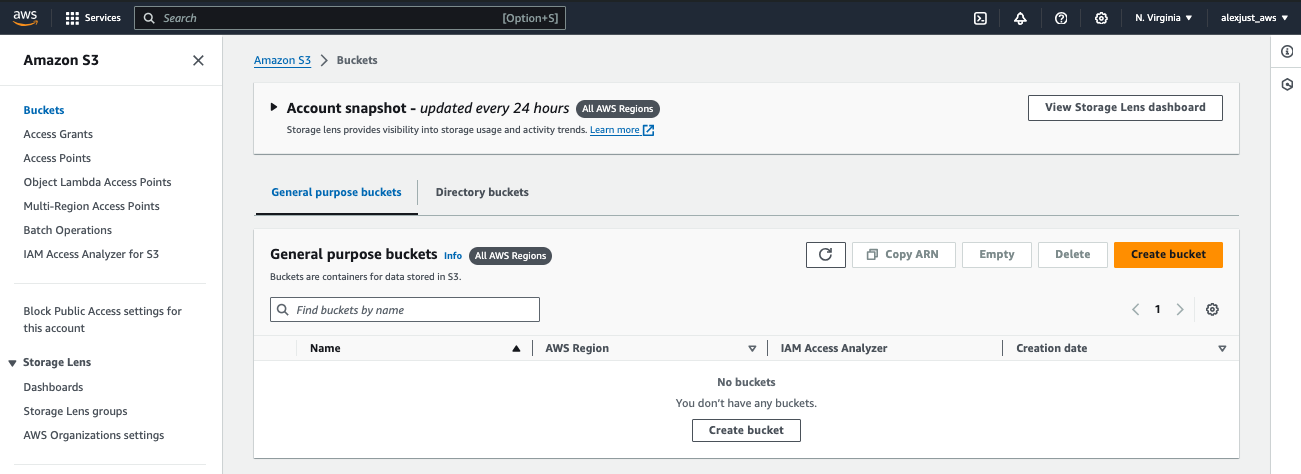 aws
Services
Search
[Option+S]
N. Virginia
alexjust_aws
Amazon S3
Buckets
Access Grants
Access Points
Object Lambda Access Points
Multi-Region Access Points
Batch Operations
IAM Access Analyzer for S3
Block Public Access settings for
this account
Storage Lens
Dashboards
Storage Lens groups
AWS Organizations settings
Amazon S3 > Buckets
Account snapshot - updated every 24 hours All AWS Regions
Storage lens provides visibility into storage usage and activity trends. Learn more
View Storage Lens dashboard
General purpose buckets
Directory buckets
General purpose buckets Info All AWS Regions
Buckets are containers for data stored in S3.
Copy ARN
Empty
Delete
Create bucket
Find buckets by name
1
Name
AWS Region
IAM Access Analyzer
Creation date
No buckets
You don’t have any buckets.
Create bucket